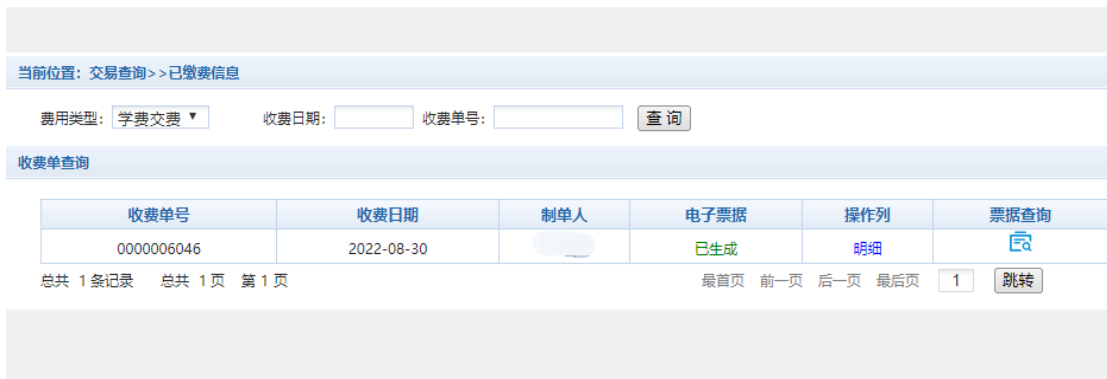 当前位置：交易查询>>已缴费信息
费用类型： 学费交费 收费日期： 收费单号： 查询
收费单查询
收费单号 收费日期 制单人 电子票据 操作列 票据查询
0000006046 2022-08-30 已生成 明细
总共 1 条记录 总共 1 页 第 1 页 最首页 前一页 后一页 最后页 1 跳转